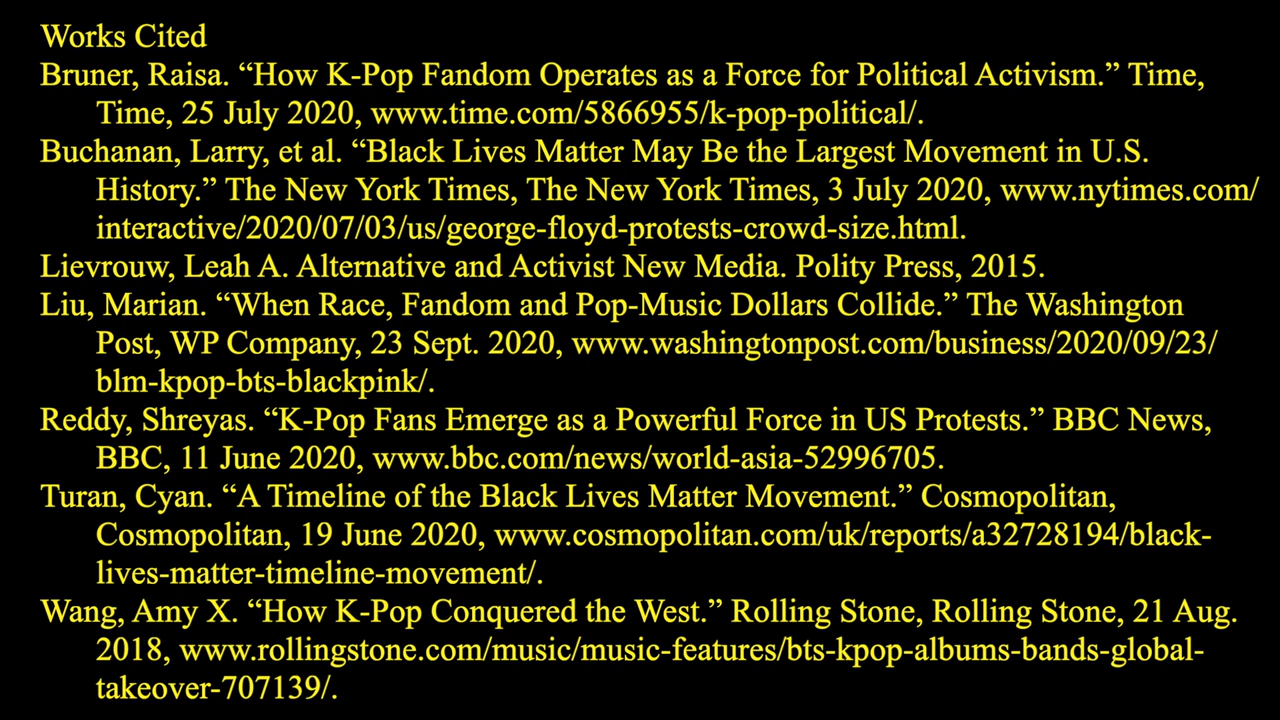 Works Cited
Bruner, Raisa. “How K-Pop Fandom Operates as a Force for Political Activism.” Time,
Time, 25 July 2020, www.time.com/5866955/k-pop-political/.
Buchanan, Larry, et al. “Black Lives Matter May Be the Largest Movement in U.S.
History.” The New York Times, The New York Times, 3 July 2020, www.nytimes.com/
interactive/2020/07/03/us/george-floyd-protests-crowd-size.html.
Lievrouw, Leah A. Alternative and Activist New Media. Polity Press, 2015.
Liu, Marian. “When Race, Fandom and Pop-Music Dollars Collide.” The Washington
Post, WP Company, 23 Sept. 2020, www.washingtonpost.com/business/2020/09/23/
blm-kpop-bts-blackpink/.
Reddy, Shreyas. “K-Pop Fans Emerge as a Powerful Force in US Protests.” BBC News,
BBC, 11 June 2020, www.bbc.com/news/world-asia-52996705.
Turan, Cyan. “A Timeline of the Black Lives Matter Movement.” Cosmopolitan,
Cosmopolitan, 19 June 2020, www.cosmopolitan.com/uk/reports/a32728194/black-
lives-matter-timeline-movement/.
Wang, Amy X. “How K-Pop Conquered the West.” Rolling Stone, Rolling Stone, 21 Aug.
2018, www.rollingstone.com/music/music-features/bts-kpop-albums-bands-global-
takeover-707139/.